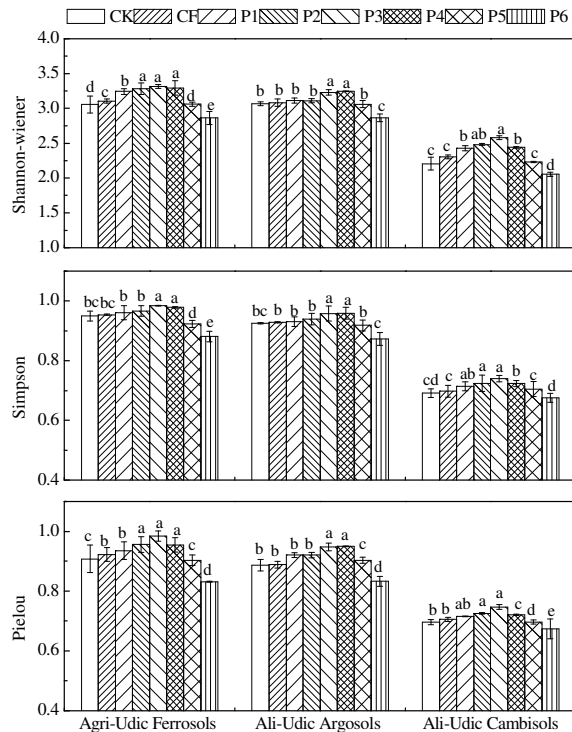 CK CF P1 P2 P3 P4 P5 P6
Shannon-wiener
4.0
3.5
3.0
2.5
2.0
1.5
1.0
d c b a a a d e
b b b b a a b c
c c b ab a b c d
Simpson
1.0
0.8
0.6
0.4
bc bc b b a a d e
bc b b b a a b c
cd c ab a a b c d
Pielou
1.0
0.8
0.6
0.4
c b b a a a c d
b b b b a a c d
b b ab a a c d e
Agri-Udic Ferrosols Ali-Udic Argosols Ali-Udic Cambisols